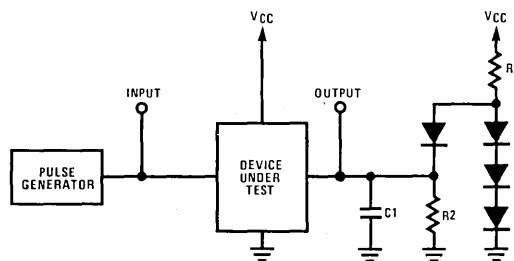 VCC
VCC
R
INPUT
OUTPUT
PULSE
GENERATOR
DEVICE
UNDER
TEST
C1
R2